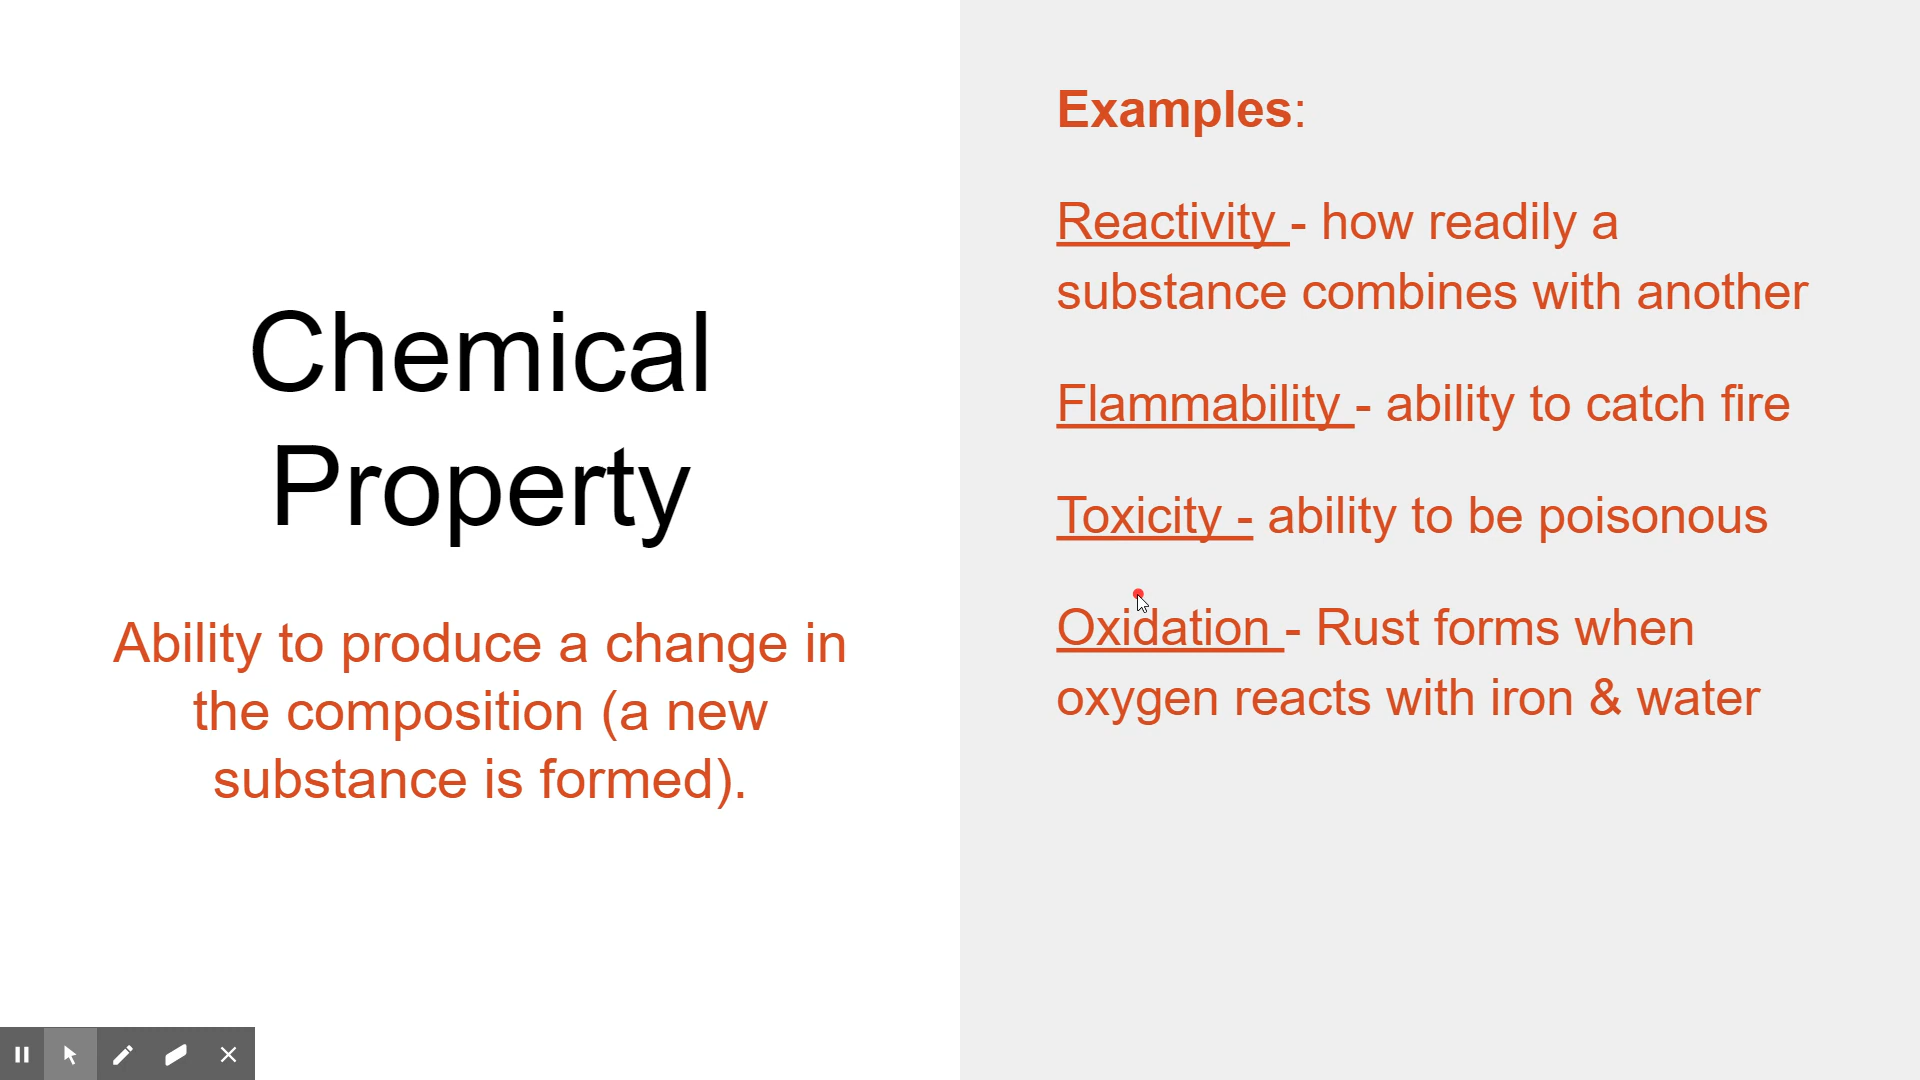 Chemical
Property
Ability to produce a change in
the composition (a new
substance is formed).
Examples:
Reactivity - how readily a
substance combines with another
Flammability - ability to catch fire
Toxicity - ability to be poisonous
Oxidation - Rust forms when
oxygen reacts with iron & water